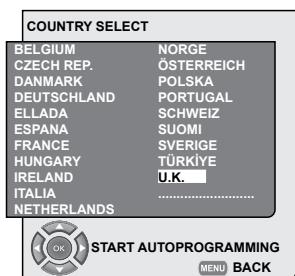 COUNTRY SELECT
BELGIUM
CZECH REP.
DANMARK
DEUTSCHLAND
ELLADA
ESPANA
FRANCE
HUNGARY
IRELAND
ITALIA
NETHERLANDS
NORGE
ÖSTERREICH
POLSKA
PORTUGAL
SCHWEIZ
SUOMI
SVERIGE
TÜRKİYE
U.K.
..........................
OK START AUTOPROGRAMMING
MENU BACK